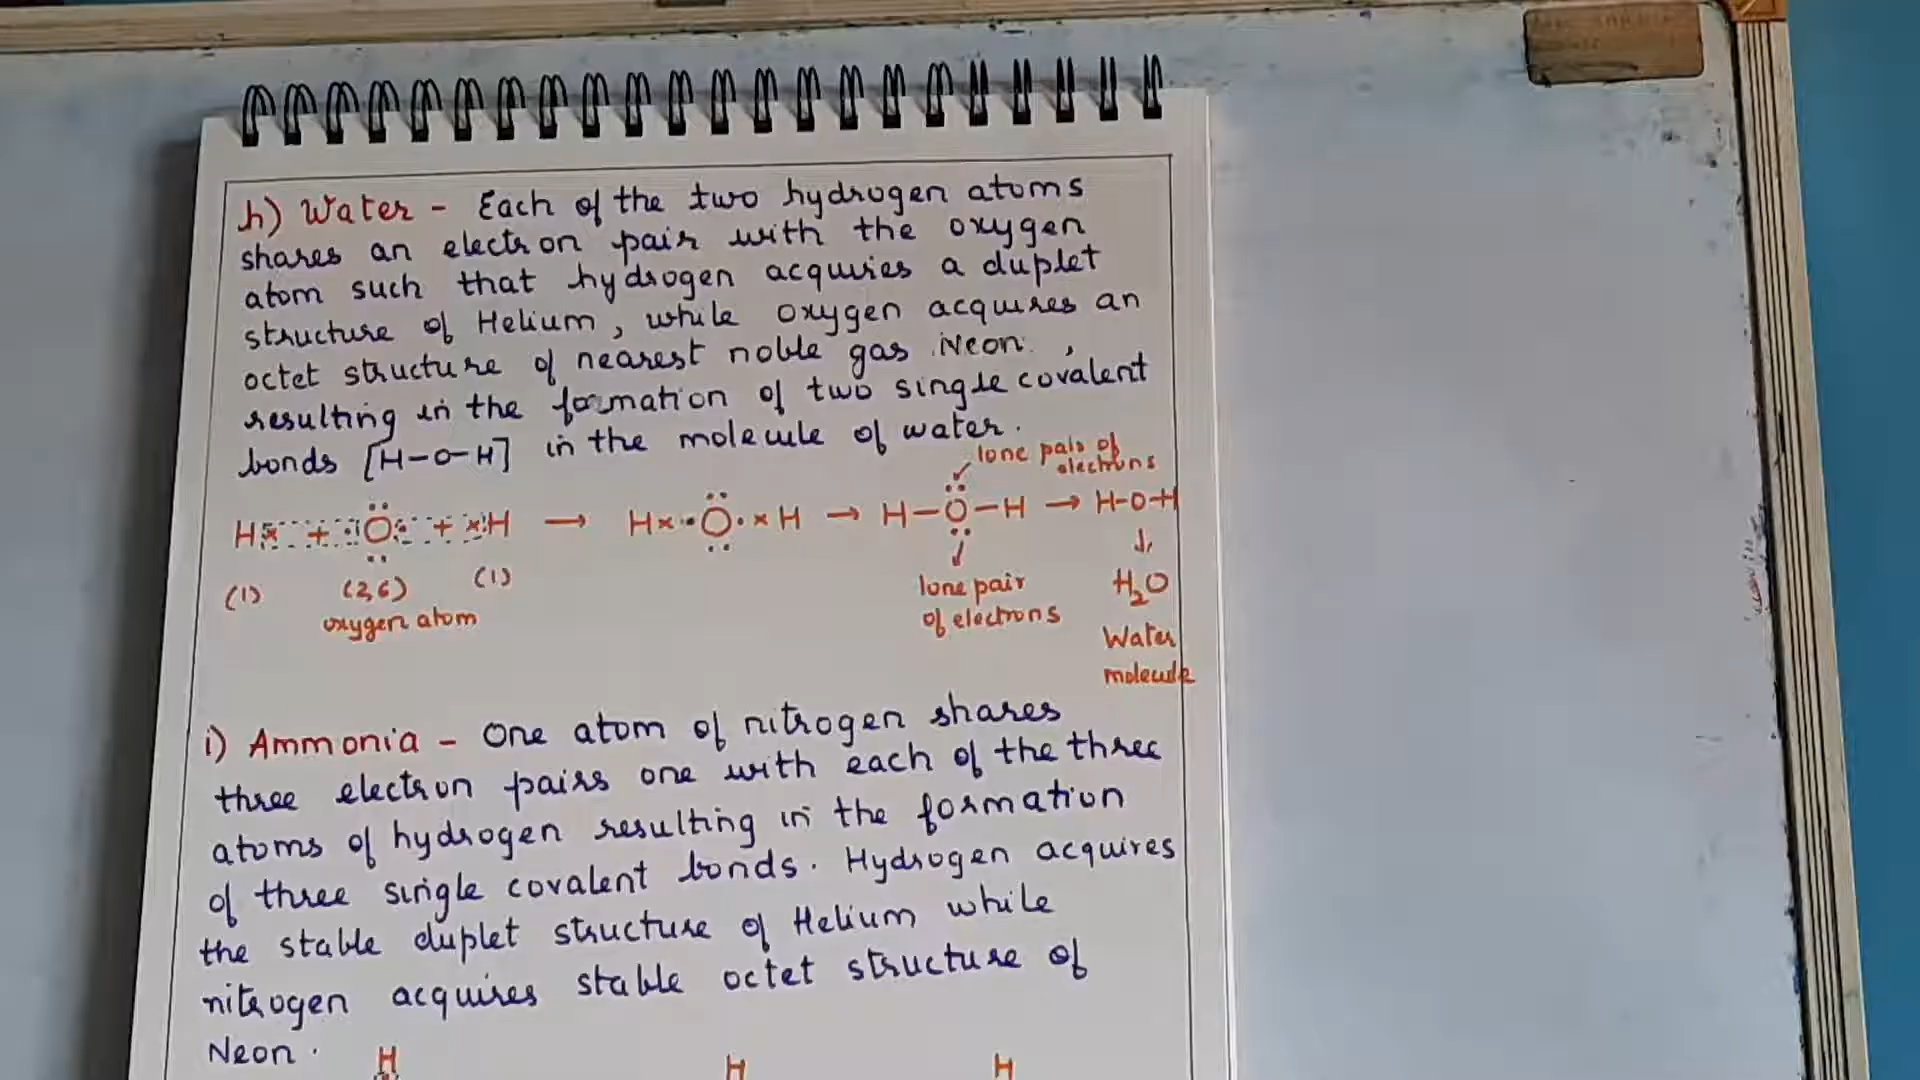 h) Water - Each of the two hydrogen atoms
shares an electron pair with the oxygen
atom such that hydrogen acquries a duplet
structure of Helium, while oxygen acquires an
octet structure of nearest noble gas Neon,
resulting in the formation of two single covalent
bonds [H-O-H] in the molecule of water.
lone pair of
electrons
H× + :Ö: + ×H → H×·Ö·×H → H-Ö-H → H-O-H
(1) (2,6) (1)
oxygen atom
lone pair
of electrons
↓
H₂O
Water
molecule
i) Ammonia - One atom of nitrogen shares
three electron pairs one with each of the three
atoms of hydrogen resulting in the formation
of three single covalent bonds. Hydrogen acquires
the stable duplet structure of Helium while
nitrogen acquires stable octet structure of
Neon.
H H H